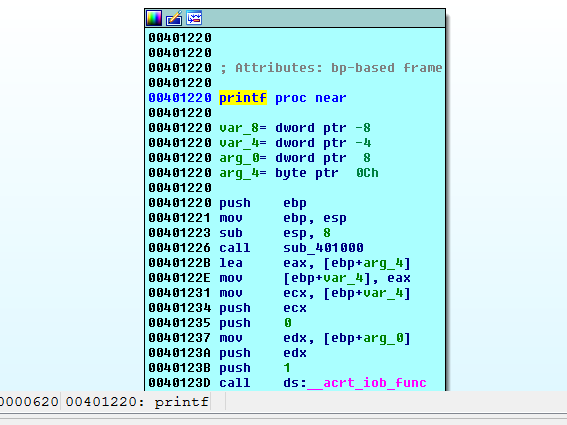 00401220
00401220
00401220 ; Attributes: bp-based frame
00401220
00401220 printf proc near
00401220
00401220 var_8= dword ptr -8
00401220 var_4= dword ptr -4
00401220 arg_0= dword ptr  8
00401220 arg_4= byte ptr  0Ch
00401220
00401220 push    ebp
00401221 mov     ebp, esp
00401223 sub     esp, 8
00401226 call    sub_401000
0040122B lea     eax, [ebp+arg_4]
0040122E mov     [ebp+var_4], eax
00401231 mov     ecx, [ebp+var_4]
00401234 push    ecx
00401235 push    0
00401237 mov     edx, [ebp+arg_0]
0040123A push    edx
0040123B push    1
0040123D call    ds:__acrt_iob_func
0000620 00401220: printf